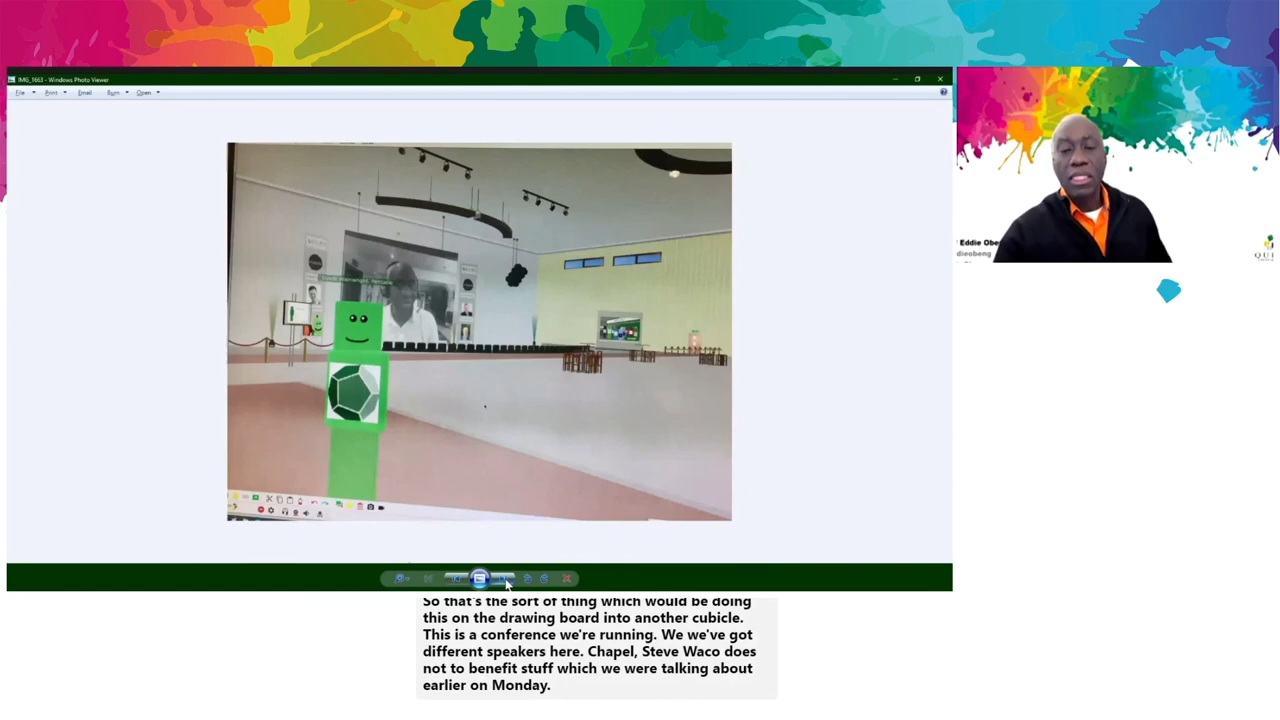 IMG_1663 - Windows Photo Viewer
File Print Email Burn Open
Eddie Obe
dieobeng
QUI
So that's the sort of thing which would be doing
this on the drawing board into another cubicle.
This is a conference we're running. We we've got
different speakers here. Chapel, Steve Waco does
not to benefit stuff which we were talking about
earlier on Monday.